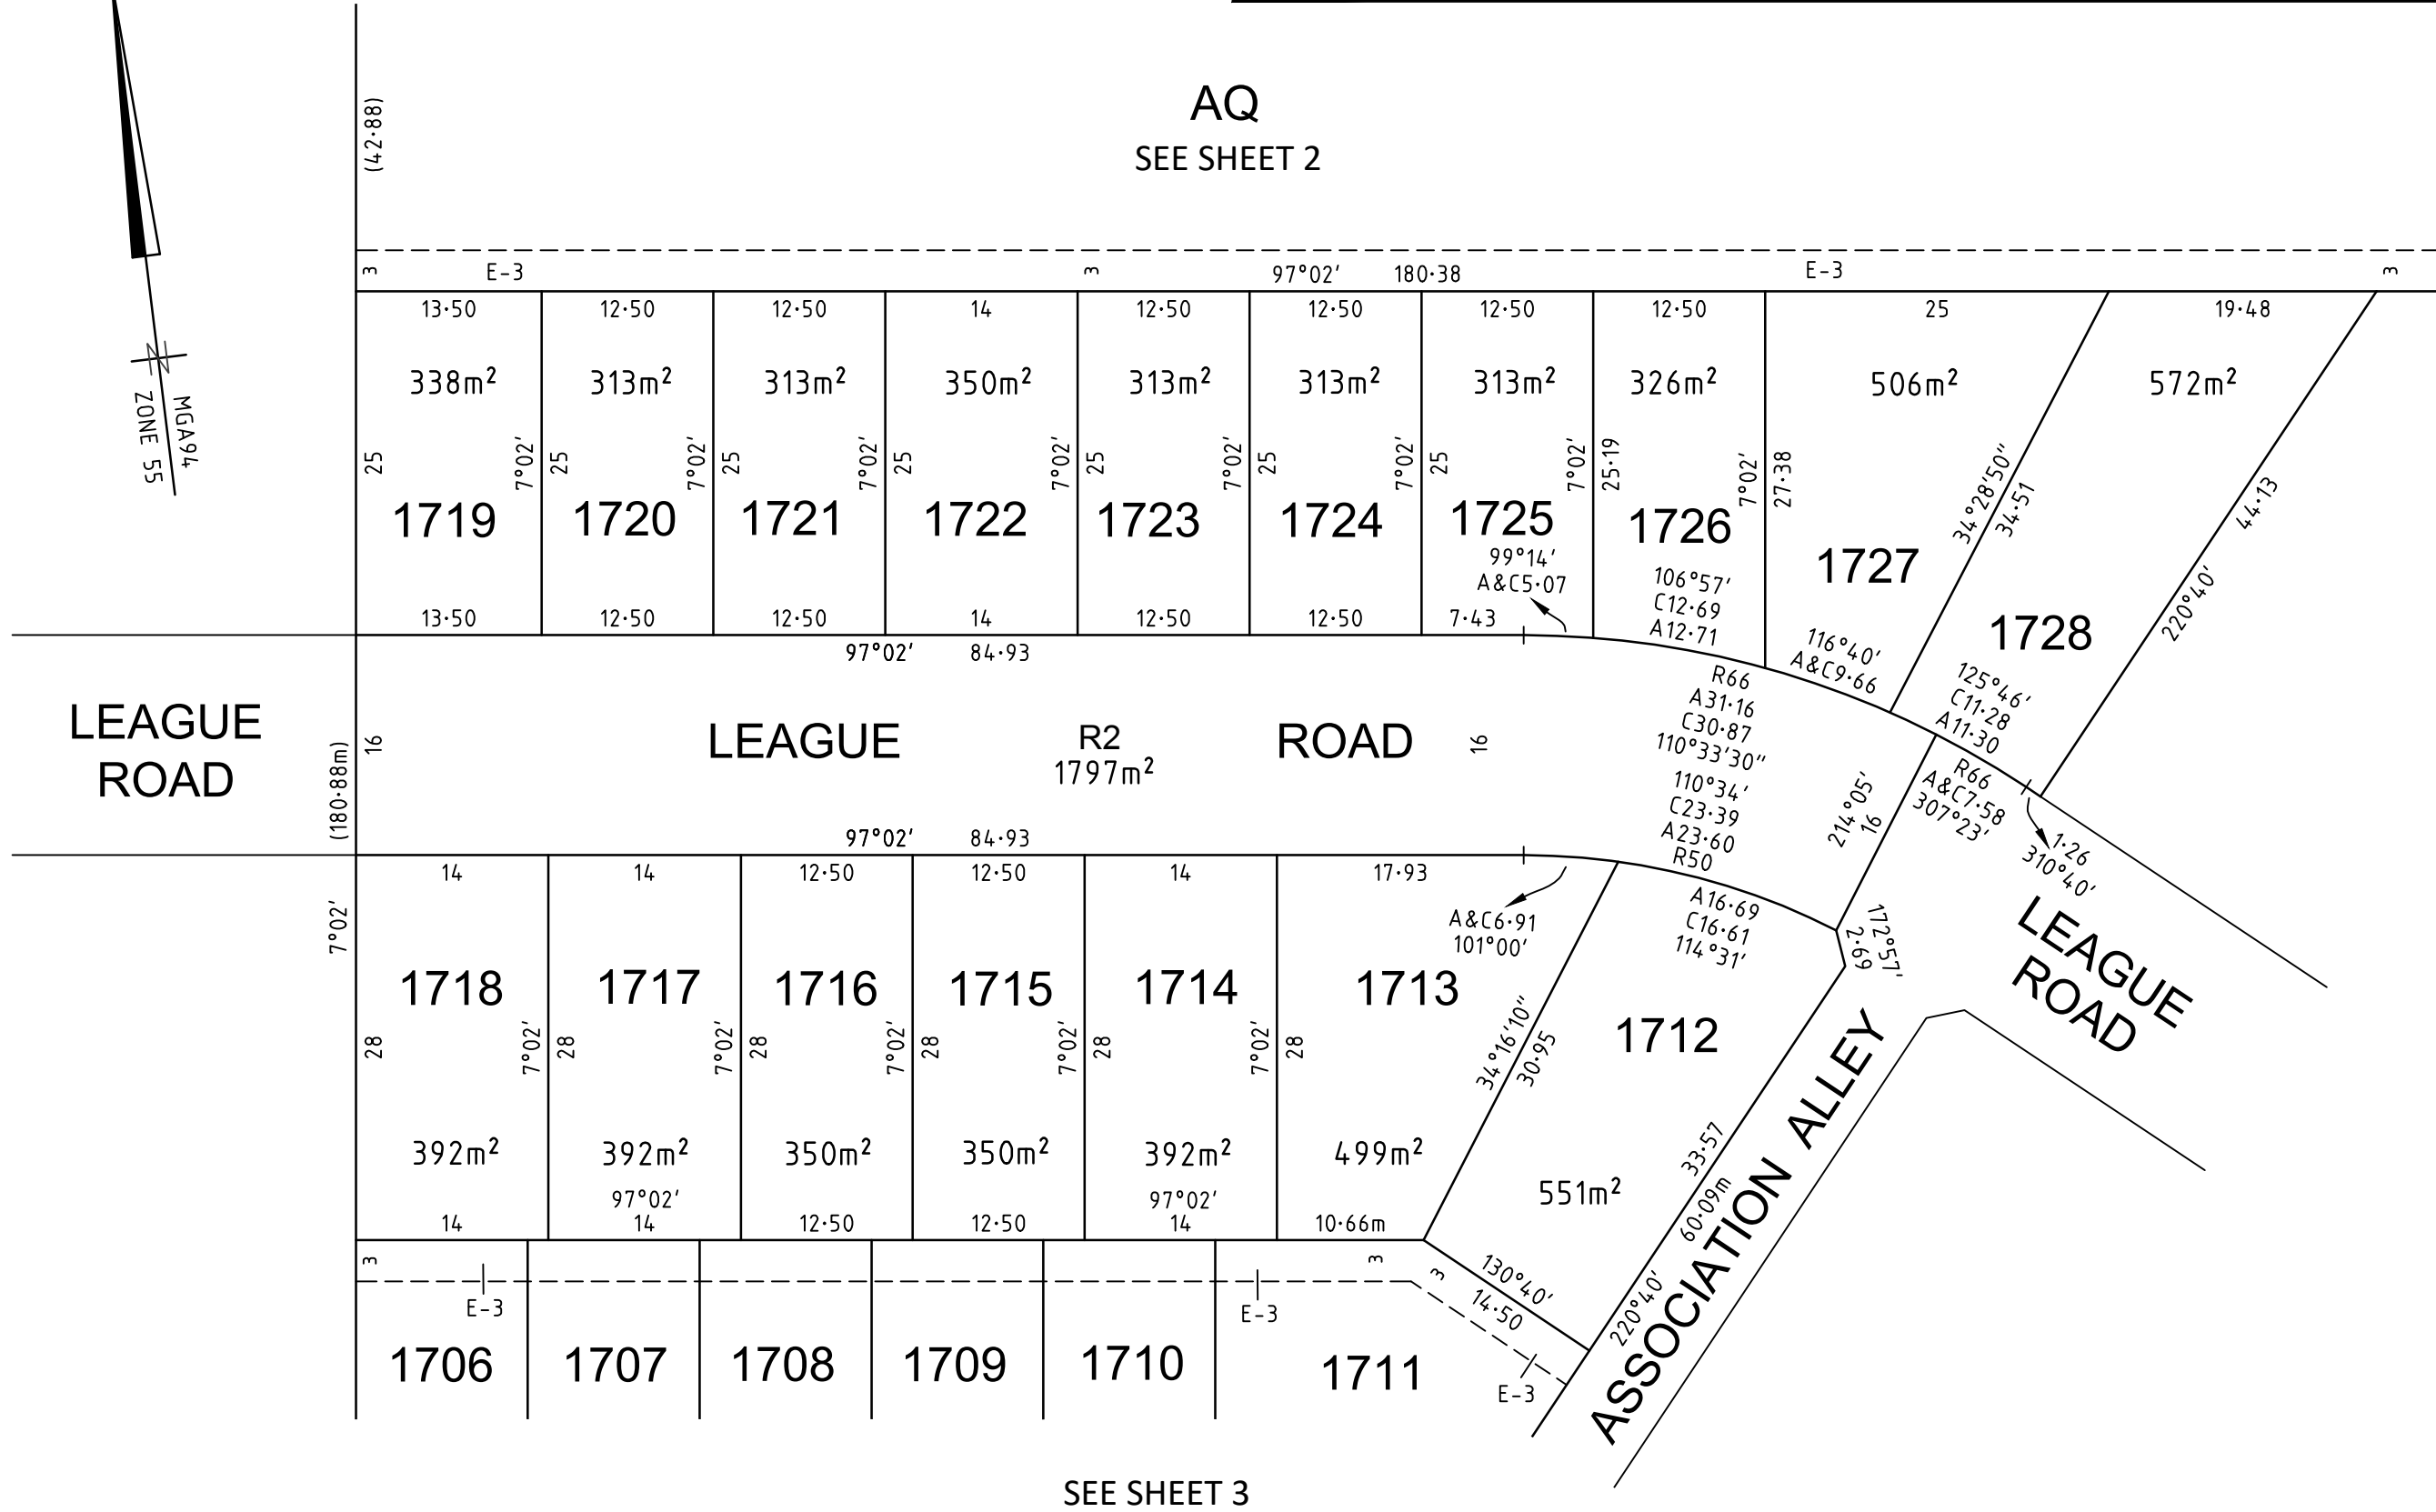 (42·88)
AQ
SEE SHEET 2
MGA94
ZONE 55
3
E-3
3
97°02' 180·38
E-3
3
13·50
12·50
12·50
14
12·50
12·50
12·50
12·50
25
19·48
338m²
313m²
313m²
350m²
313m²
313m²
313m²
326m²
506m²
572m²
25
7°02'
25
7°02'
25
7°02'
25
7°02'
25
7°02'
25
7°02'
25
7°02'
25·19
7°02'
27·38
34°28'50"
34·51
44·13
220°40'
1719
1720
1721
1722
1723
1724
1725
1726
1727
1728
99°14'
A&C5·07
106°57'
C12·69
A12·71
116°40'
A&C9·66
125°46'
C11·28
A11·30
13·50
12·50
12·50
14
12·50
12·50
7·43
97°02' 84·93
LEAGUE
ROAD
(180·88m)
16
LEAGUE
R2
1797m²
ROAD
16
R66
A31·16
C30·87
110°33'30"
110°34'
C23·39
A23·60
R50
214°05'
16
R66
A&C7·58
307°23'
1·26
310°40'
97°02' 84·93
14
14
12·50
12·50
14
17·93
A&C6·91
101°00'
A16·69
C16·61
114°31'
172°57'
2·69
LEAGUE
ROAD
7°02'
1718
1717
1716
1715
1714
1713
1712
28
7°02'
28
7°02'
28
7°02'
28
7°02'
28
7°02'
28
34°16'10"
30·95
392m²
392m²
350m²
350m²
392m²
499m²
551m²
97°02'
97°02'
14
14
12·50
12·50
14
10·66m
33·57
60·09m
220°40'
ASSOCIATION ALLEY
3
3
3
130°40'
14·50
E-3
E-3
E-3
1706
1707
1708
1709
1710
1711
SEE SHEET 3